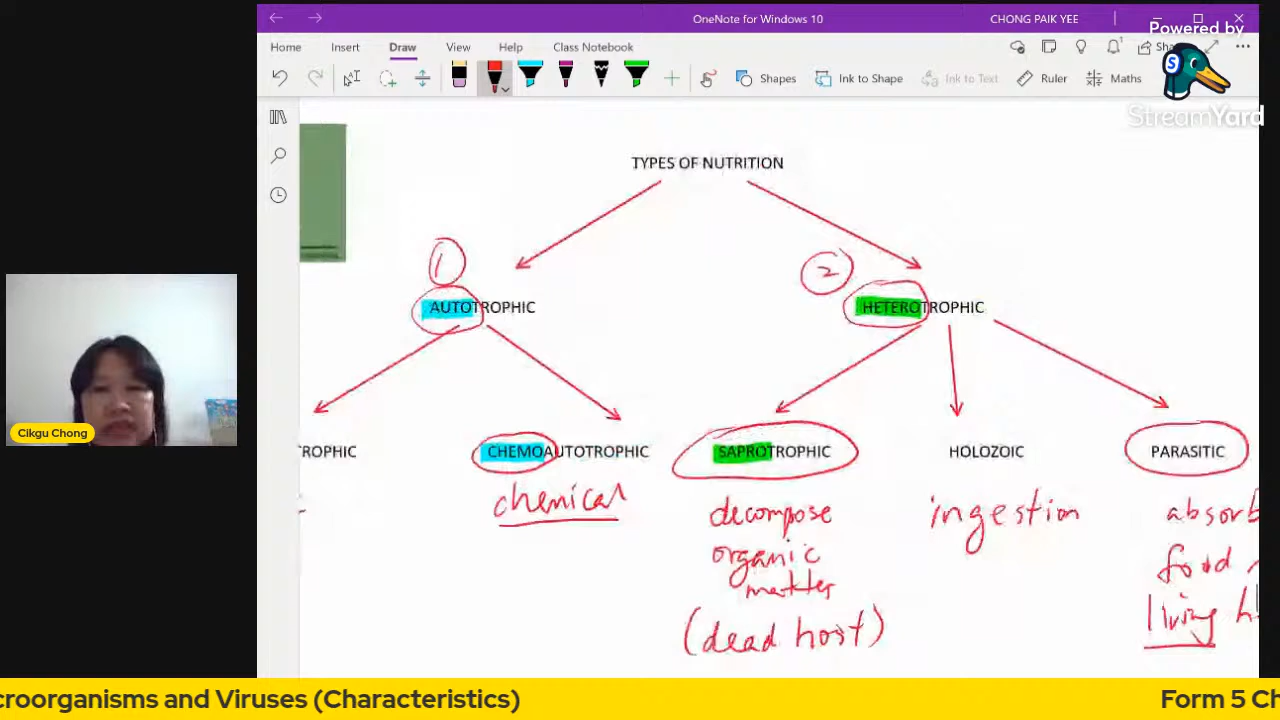 OneNote for Windows 10
CHONG PAIK YEE
Powered by
Home Insert Draw View Help Class Notebook
Sha
Shapes Ink to Shape Ink to Text Ruler Maths
S
StreamYard
TYPES OF NUTRITION
1
2
AUTOTROPHIC
HETEROTROPHIC
Cikgu Chong
TROPHIC
CHEMOAUTOTROPHIC
SAPROTROPHIC
HOLOZOIC
PARASITIC
chemical
decompose
organic
matter
(dead host)
ingestion
absorb
food
living h
croorganisms and Viruses (Characteristics)
Form 5 Ch